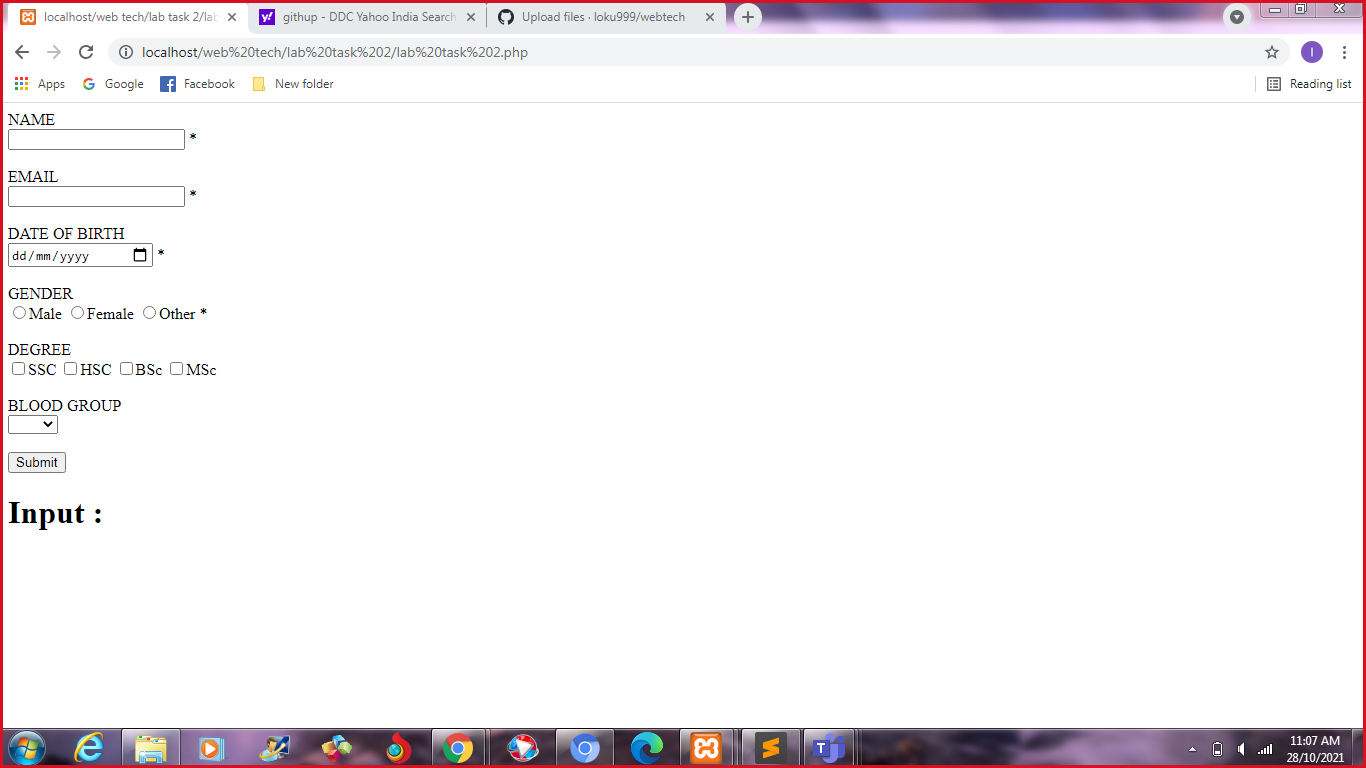 localhost/web tech/lab task 2/lab
githup - DDC Yahoo India Search
Upload files · loku999/webtech
I
localhost/web%20tech/lab%20task%202/lab%20task%202.php
Apps Google Facebook New folder Reading list
NAME
*
EMAIL
*
DATE OF BIRTH
dd/mm/yyyy *
GENDER
Male Female Other *
DEGREE
SSC HSC BSc MSc
BLOOD GROUP
Submit
Input :
11:07 AM
28/10/2021